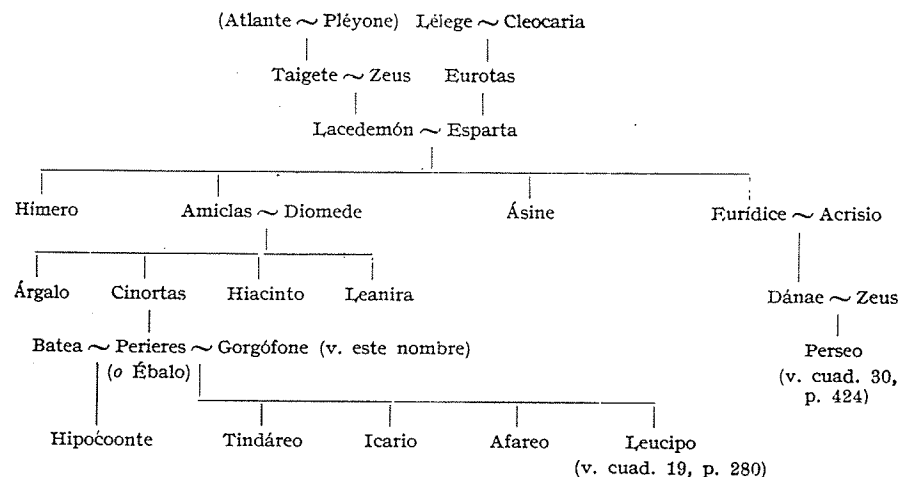 (Atlante ~ Pléyone) Lélege ~ Cleocaria
Taigete ~ Zeus Eurotas
Lacedemón ~ Esparta
Hímero Amiclas ~ Diomede Ásine Eurídice ~ Acrisio
Árgalo Cinortas Hiacinto Leanira Dánae ~ Zeus
Batea ~ Perieres ~ Gorgófone (v. este nombre) Perseo
(o Ébalo) (v. cuad. 30,
p. 424)
Hipocoonte Tindáreo Icario Afareo Leucipo
(v. cuad. 19, p. 280)